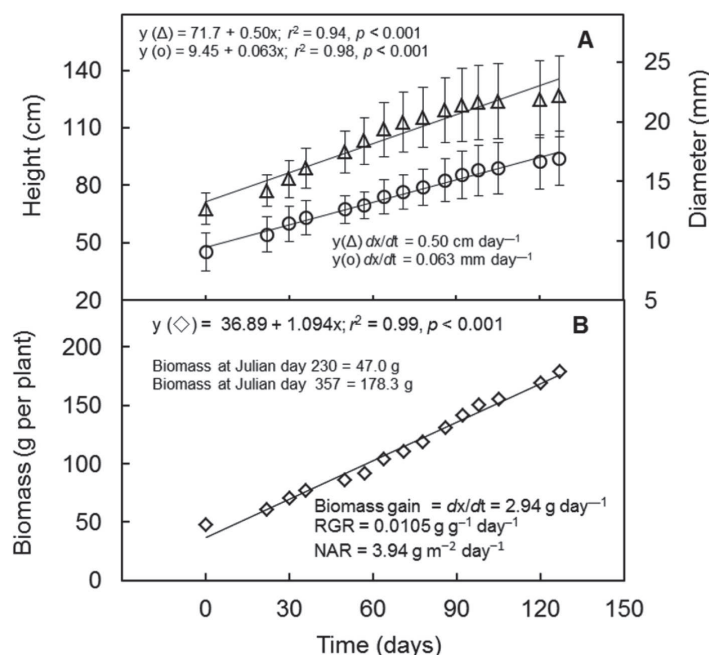 y (Δ) = 71.7 + 0.50x; r² = 0.94, p < 0.001
y (o) = 9.45 + 0.063x; r² = 0.98, p < 0.001
A
140
110
80
50
20
Height (cm)
25
20
15
10
5
Diameter (mm)
y(Δ) dx/dt = 0.50 cm day⁻¹
y(o) dx/dt = 0.063 mm day⁻¹
y (◇) = 36.89 + 1.094x; r² = 0.99, p < 0.001
B
Biomass at Julian day 230 = 47.0 g
Biomass at Julian day 357 = 178.3 g
200
150
100
50
0
Biomass (g per plant)
Biomass gain = dx/dt = 2.94 g day⁻¹
RGR = 0.0105 g g⁻¹ day⁻¹
NAR = 3.94 g m⁻² day⁻¹
0 30 60 90 120 150
Time (days)